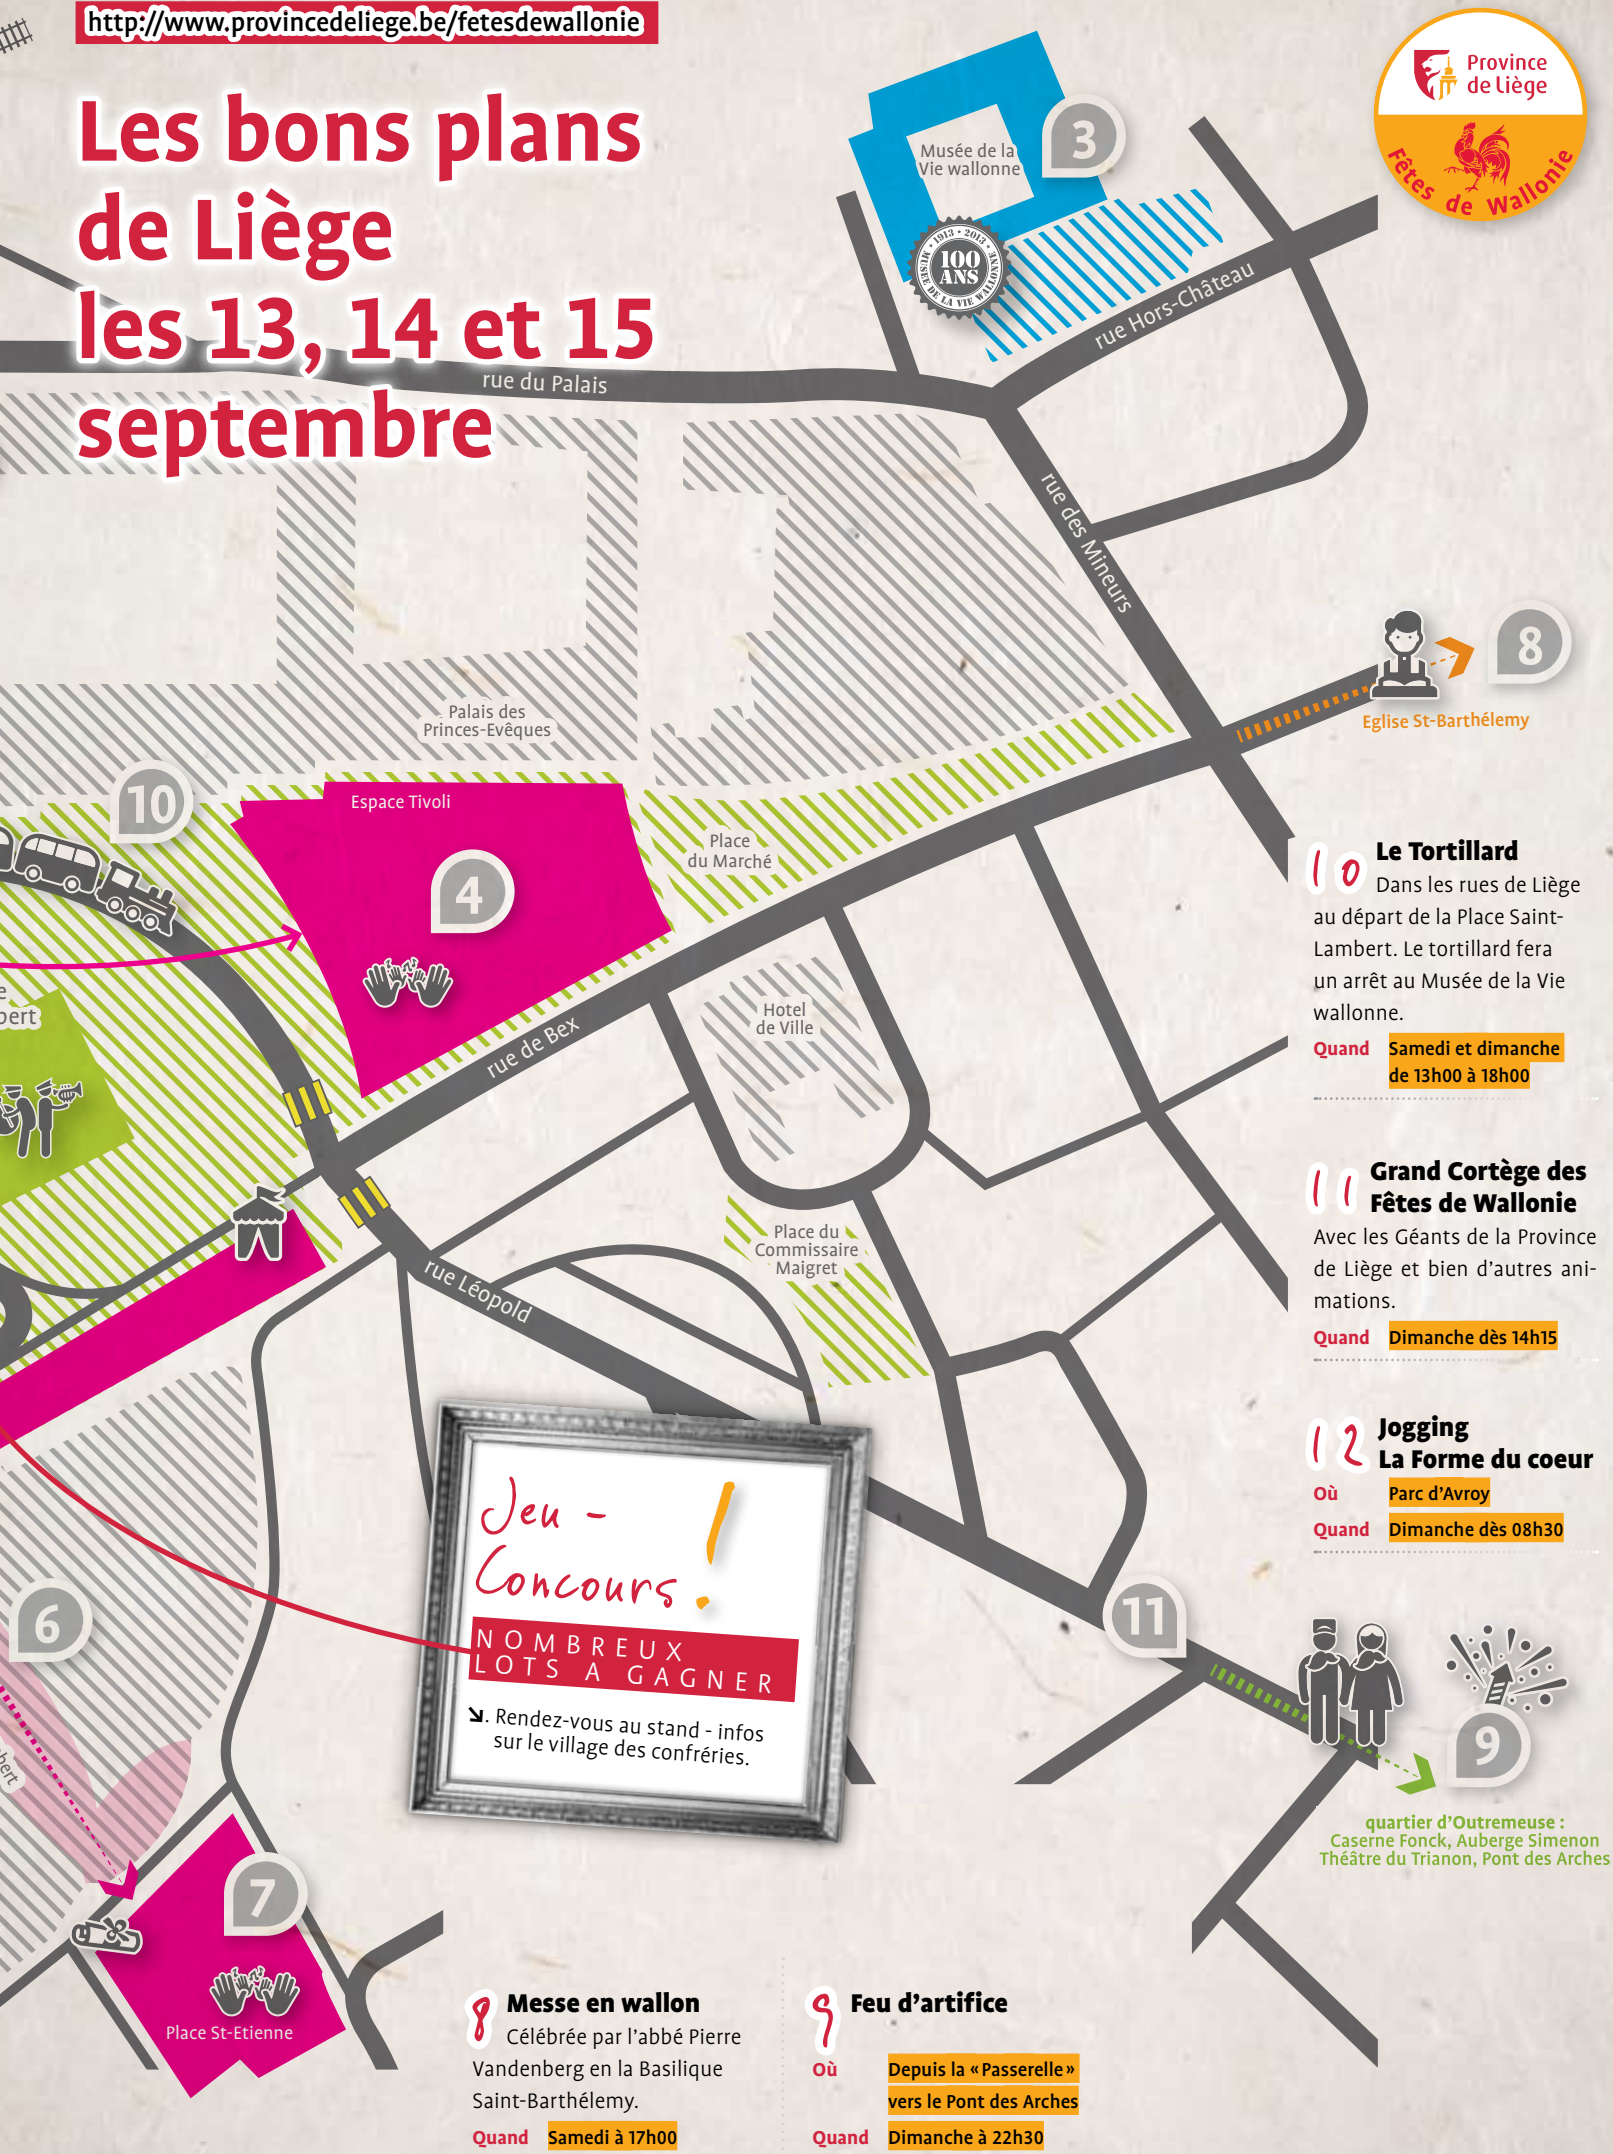 http://www.provincedeliege.be/fetesdewallonie
Les bons plans
de Liège
les 13, 14 et 15
septembre
Province
de Liège
Fêtes de Wallonie
Musée de la
Vie wallonne
3
1913 • 2013
100
ANS
MUSÉE DE LA VIE WALLONNE
rue Hors-Château
rue du Palais
rue des Mineurs
8
Eglise St-Barthélemy
Palais des
Princes-Evêques
10
Espace Tivoli
4
Place
du Marché
Hotel
de Ville
rue de Bex
Place du
Commissaire
Maigret
rue Léopold
10 Le Tortillard
Dans les rues de Liège
au départ de la Place Saint-
Lambert. Le tortillard fera
un arrêt au Musée de la Vie
wallonne.
Quand Samedi et dimanche
de 13h00 à 18h00
11 Grand Cortège des
Fêtes de Wallonie
Avec les Géants de la Province
de Liège et bien d'autres ani-
mations.
Quand Dimanche dès 14h15
12 Jogging
La Forme du coeur
Où Parc d'Avroy
Quand Dimanche dès 08h30
Jeu -
Concours !
NOMBREUX
LOTS A GAGNER
. Rendez-vous au stand - infos
sur le village des confréries.
6
11
9
quartier d'Outremeuse :
Caserne Fonck, Auberge Simenon
Théâtre du Trianon, Pont des Arches
7
Place St-Etienne
8 Messe en wallon
Célébrée par l'abbé Pierre
Vandenberg en la Basilique
Saint-Barthélemy.
Quand Samedi à 17h00
9 Feu d'artifice
Où Depuis la « Passerelle »
vers le Pont des Arches
Quand Dimanche à 22h30